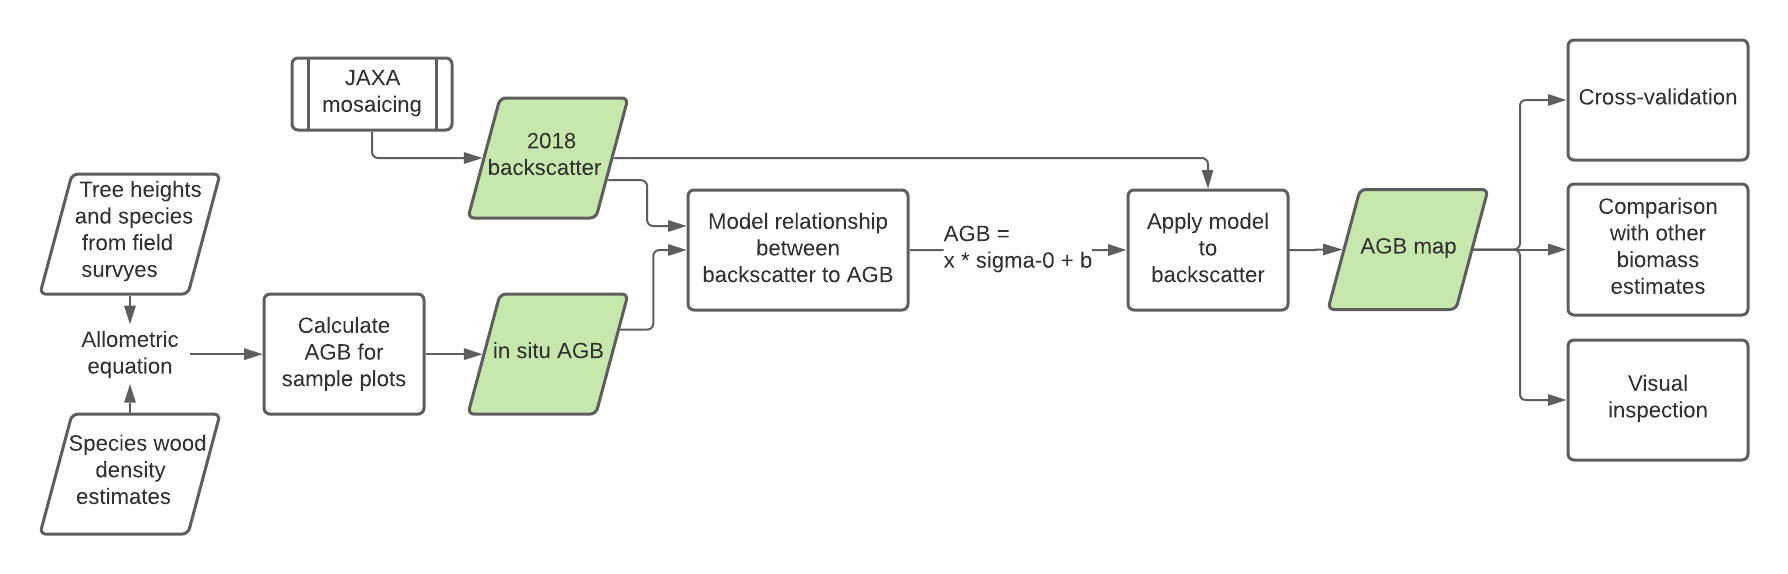 JAXA
mosaicing
2018
backscatter
Tree heights
and species
from field
survyes
Allometric
equation
Species wood
density
estimates
Calculate
AGB for
sample plots
in situ AGB
Model relationship
between
backscatter to AGB
AGB =
x * sigma-0 + b
Apply model
to
backscatter
AGB map
Cross-validation
Comparison
with other
biomass
estimates
Visual
inspection